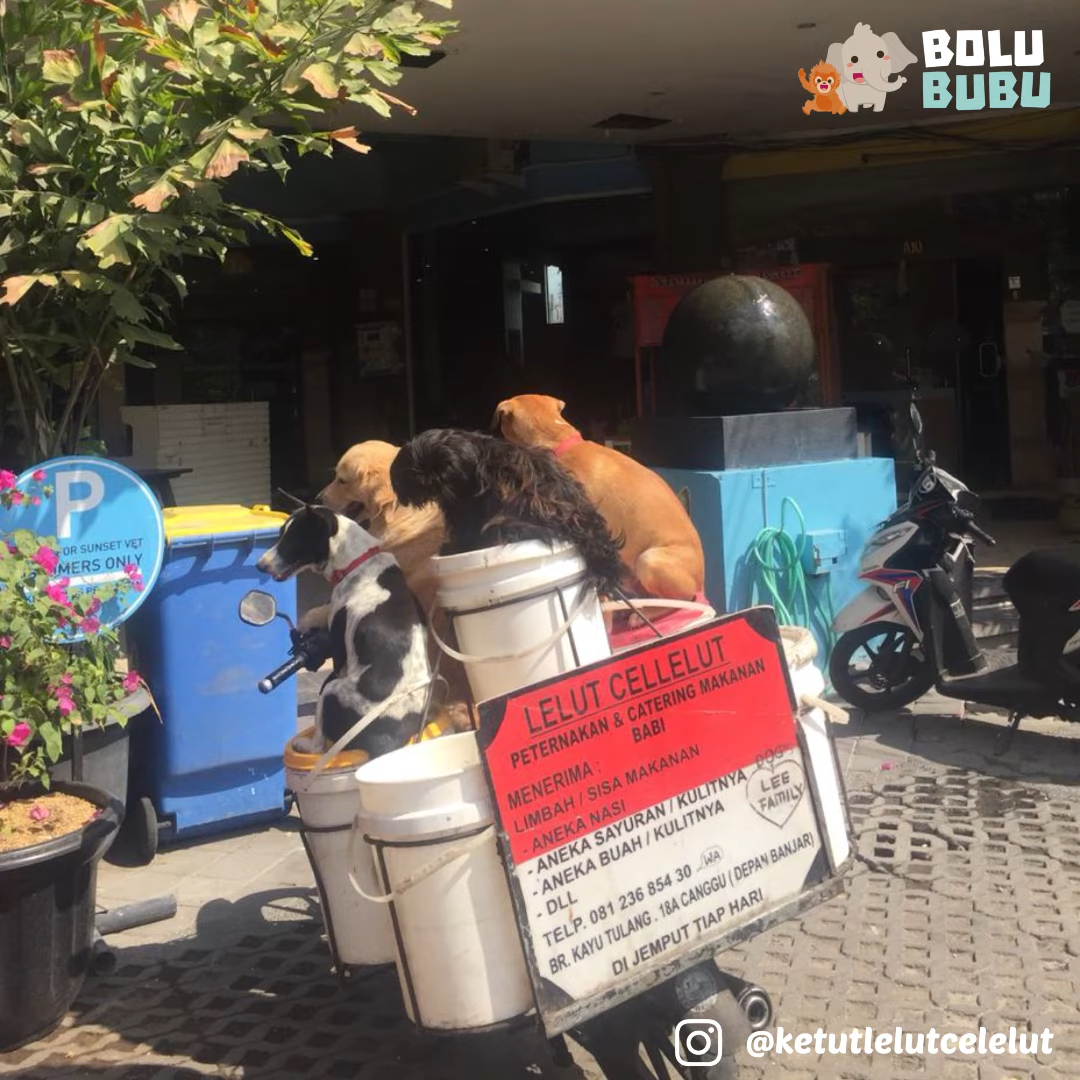 BOLU
BUBU
A10
P
OR SUNSET VET
MERS ONLY
LELUT CELLELUT
PETERNAKAN & CATERING MAKANAN
BABI
MENERIMA :
LIMBAH / SISA MAKANAN
- ANEKA NASI
- ANEKA SAYURAN / KULITNYA
- ANEKA BUAH / KULITNYA
- DLL
DOG
LEE
FAMILY
TELP. 081 236 854 30 WA
BR. KAYU TULANG . 18A CANGGU ( DEPAN BANJAR)
DI JEMPUT TIAP HARI
@ketutlelutcelelut